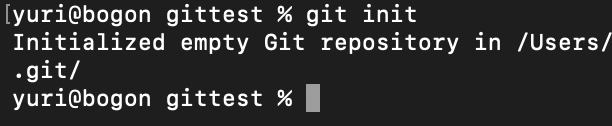 [yuri@bogon gittest % git init
Initialized empty Git repository in /Users/
.git/
yuri@bogon gittest %